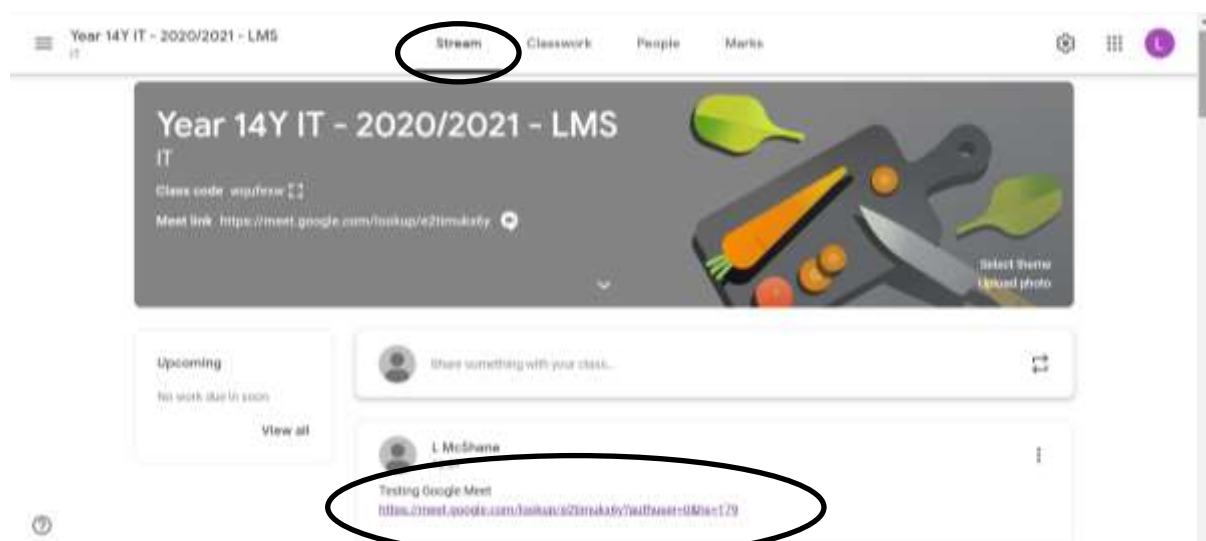 Year 14Y IT - 2020/2021 - LMS
IT
Stream Classwork People Marks
L
Year 14Y IT - 2020/2021 - LMS
IT
Class code
Meet link https://meet.google.com/lookup/
Select theme
Upload photo
Upcoming
No work due in soon
View all
Share something with your class...
L McShane
Testing Google Meet